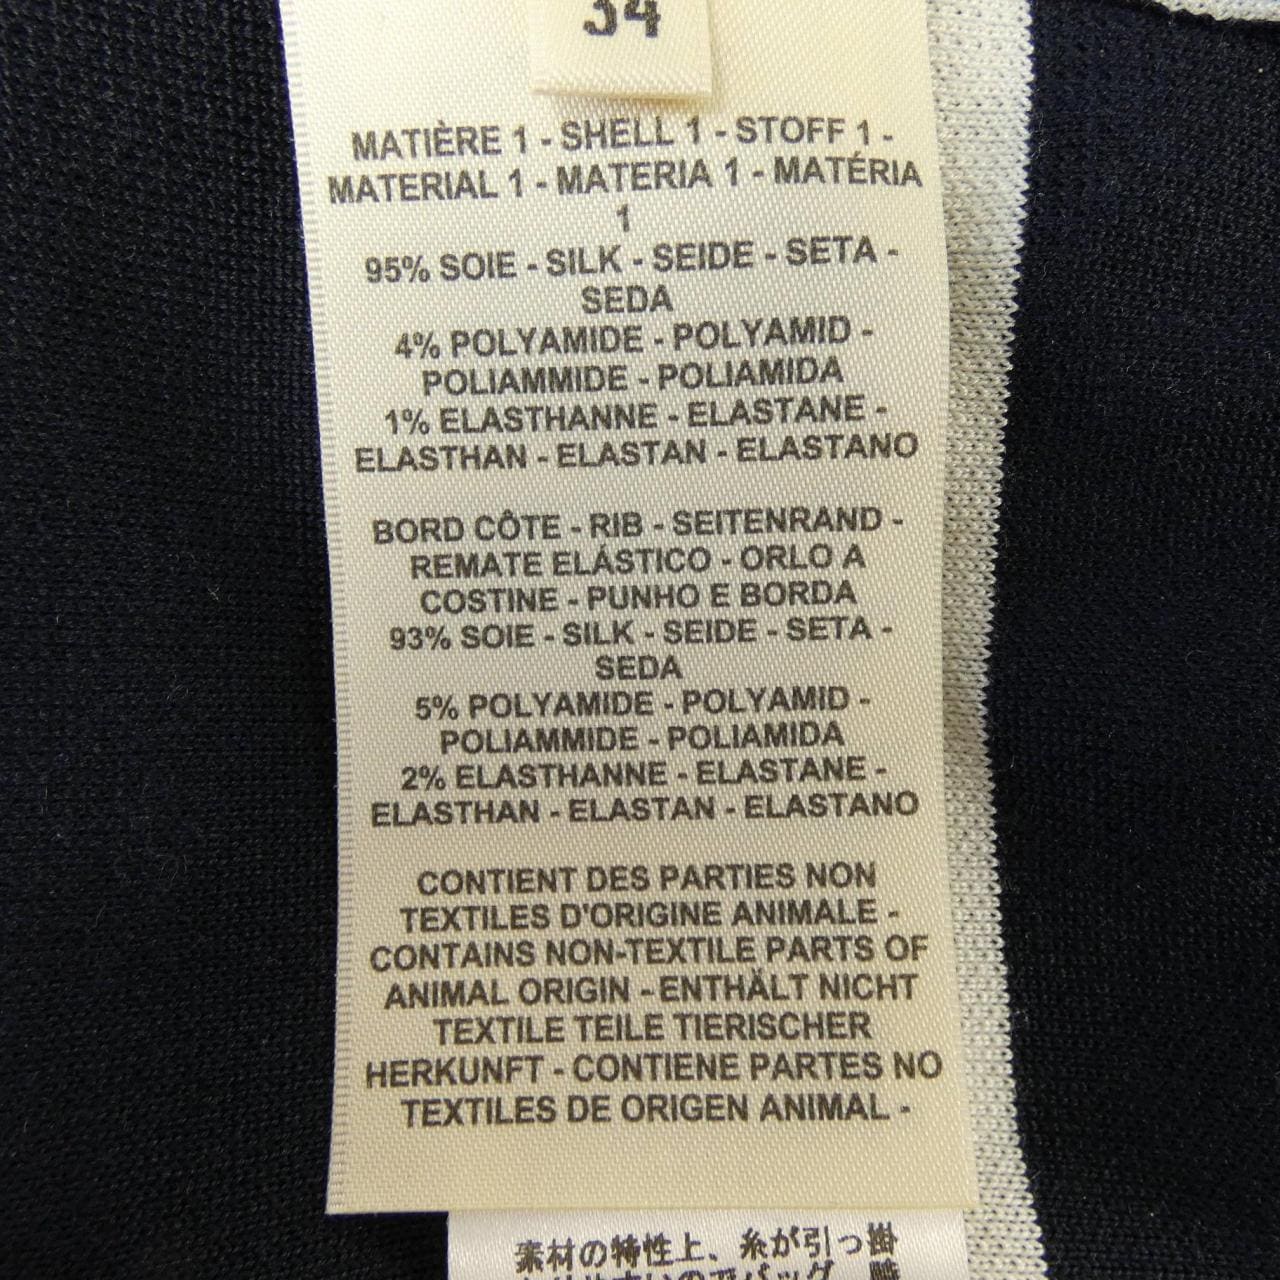 34
MATIÈRE 1 - SHELL 1 - STOFF 1 -
MATERIAL 1 - MATERIA 1 - MATÉRIA
1
95% SOIE - SILK - SEIDE - SETA -
SEDA
4% POLYAMIDE - POLYAMID -
POLIAMMIDE - POLIAMIDA
1% ELASTHANNE - ELASTANE -
ELASTHAN - ELASTAN - ELASTANO
BORD CÔTE - RIB - SEITENRAND -
REMATE ELÁSTICO - ORLO A
COSTINE - PUNHO E BORDA
93% SOIE - SILK - SEIDE - SETA -
SEDA
5% POLYAMIDE - POLYAMID -
POLIAMMIDE - POLIAMIDA
2% ELASTHANNE - ELASTANE -
ELASTHAN - ELASTAN - ELASTANO
CONTIENT DES PARTIES NON
TEXTILES D'ORIGINE ANIMALE -
CONTAINS NON-TEXTILE PARTS OF
ANIMAL ORIGIN - ENTHÄLT NICHT
TEXTILE TEILE TIERISCHER
HERKUNFT - CONTIENE PARTES NO
TEXTILES DE ORIGEN ANIMAL -
素材の特性上、糸が引っ掛